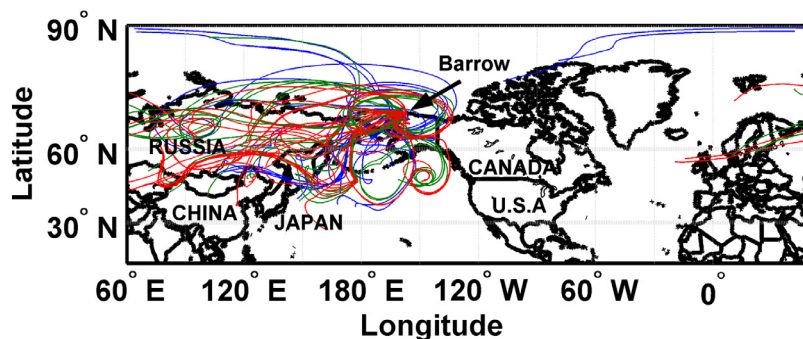 90° N
Barrow
60° N
RUSSIA
CANADA
CHINA
JAPAN
U.S.A
30° N
Latitude
60° E 120° E 180° E 120° W 60° W 0°
Longitude